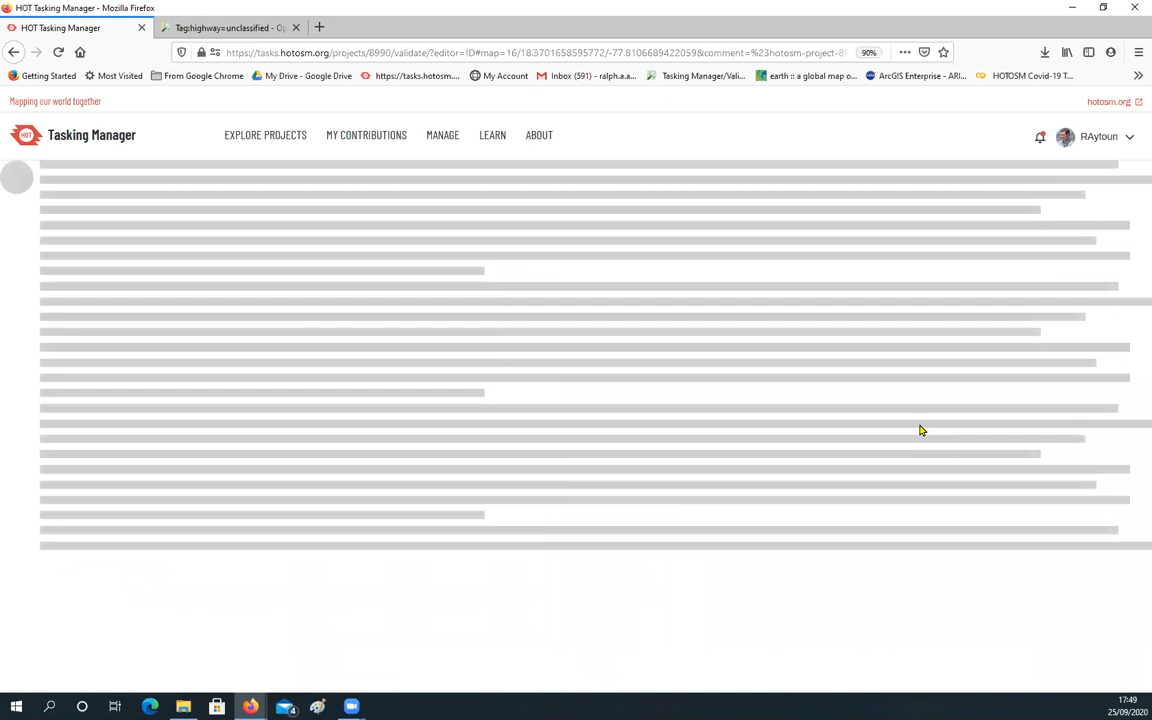 HOT Tasking Manager - Mozilla Firefox
HOT Tasking Manager
Tag:highway=unclassified - Op
https://tasks.hotosm.org/projects/8990/validate/?editor=ID#map=16/18.3701658595772/-77.8106689422059&comment=%23hotosm-project-89
90%
Getting Started
Most Visited
From Google Chrome
My Drive - Google Drive
https://tasks.hotosm....
My Account
Inbox (591) - ralph.a.a...
Tasking Manager/Vali...
earth :: a global map o...
ArcGIS Enterprise - ARI...
HOTOSM Covid-19 T...
Mapping our world together
hotosm.org
HOT
Tasking Manager
EXPLORE PROJECTS
MY CONTRIBUTIONS
MANAGE
LEARN
ABOUT
RAytoun
4
17:49
25/09/2020